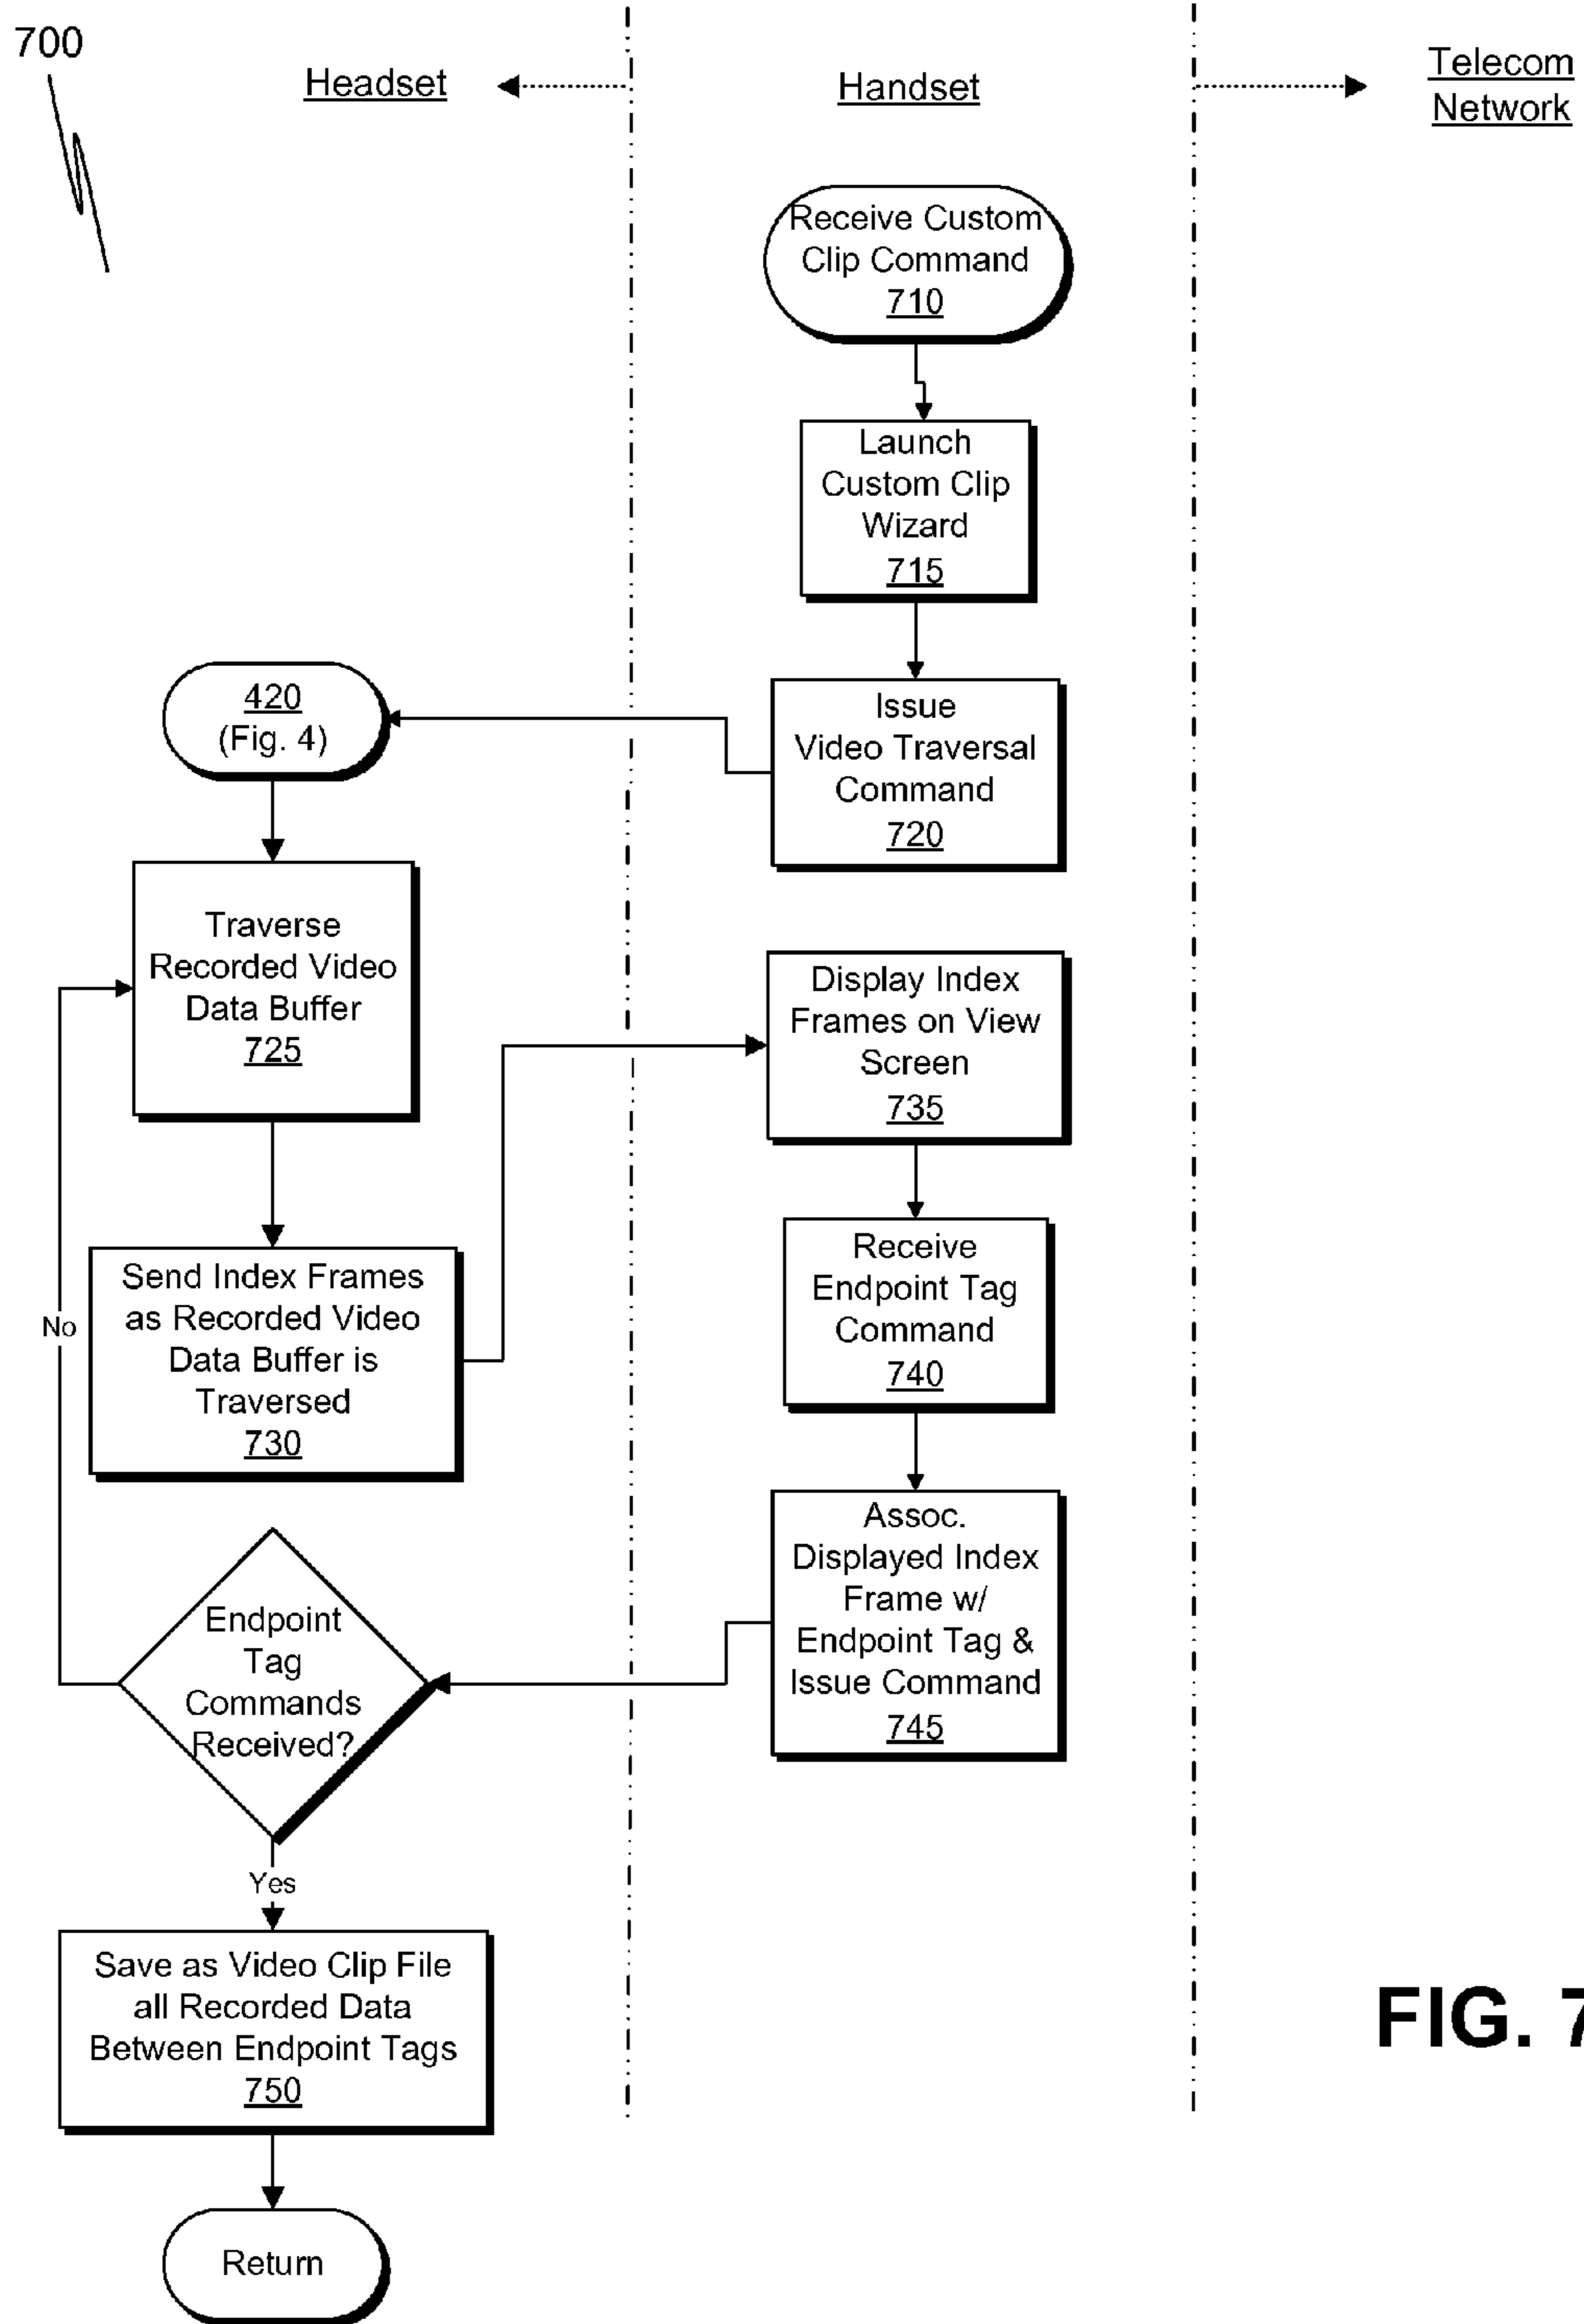 700
Headset
Handset
Telecom
Network
Receive Custom
Clip Command
710
Launch
Custom Clip
Wizard
715
Issue
Video Traversal
Command
720
420
(Fig. 4)
Traverse
Recorded Video
Data Buffer
725
Send Index Frames
as Recorded Video
Data Buffer is
Traversed
730
Display Index
Frames on View
Screen
735
Receive
Endpoint Tag
Command
740
Assoc.
Displayed Index
Frame w/
Endpoint Tag &
Issue Command
745
Endpoint
Tag
Commands
Received?
No
Yes
Save as Video Clip File
all Recorded Data
Between Endpoint Tags
750
Return
FIG. 7